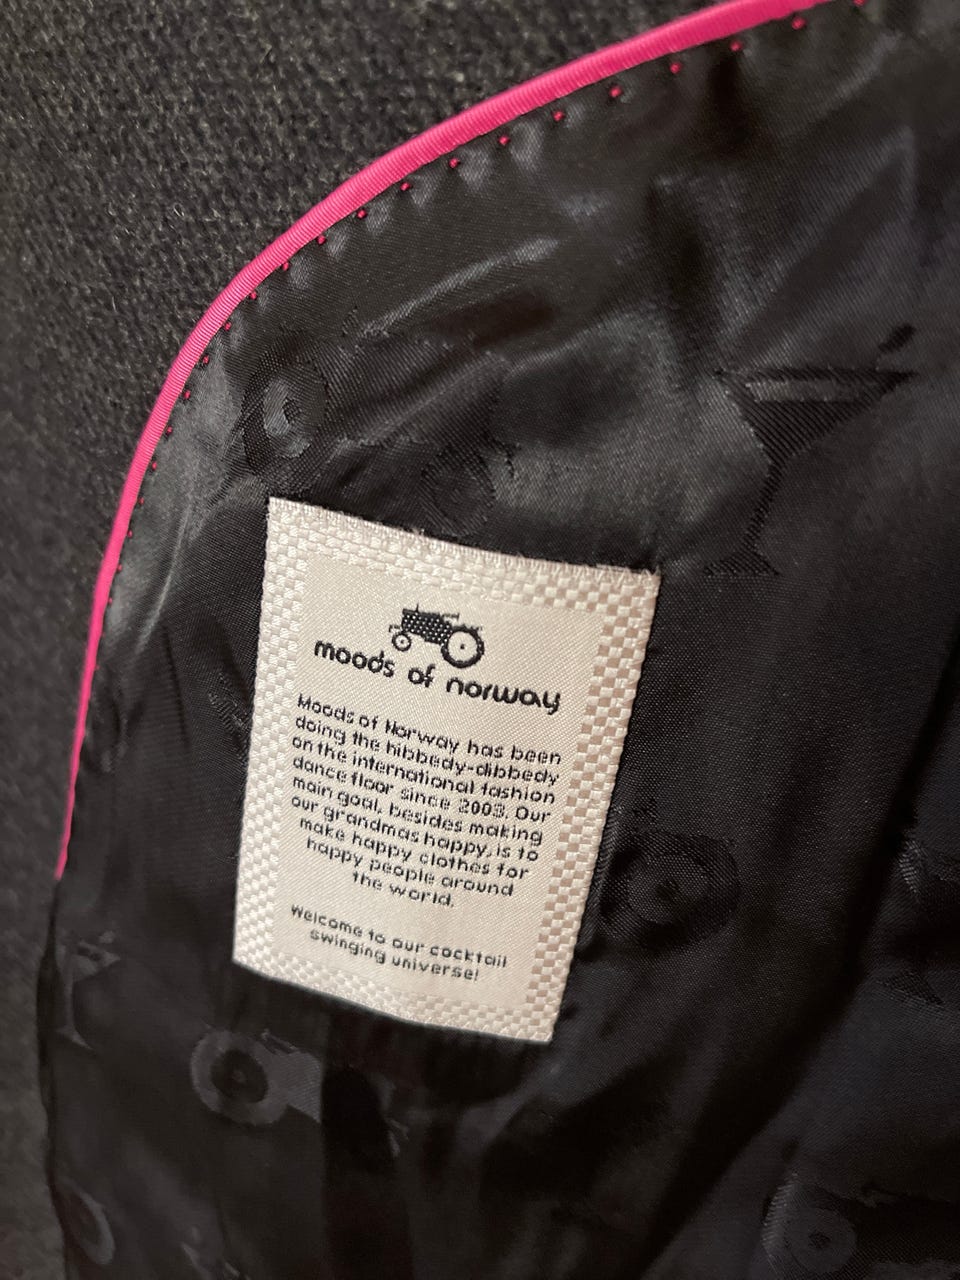 moods of norway
Moods of Norway has been
doing the hibbedy-dibbedy
on the international fashion
dance floor since 2003. Our
main goal, besides making
our grandmas happy, is to
make happy clothes for
happy people around
the world.
Welcome to our cocktail
swinging universe!